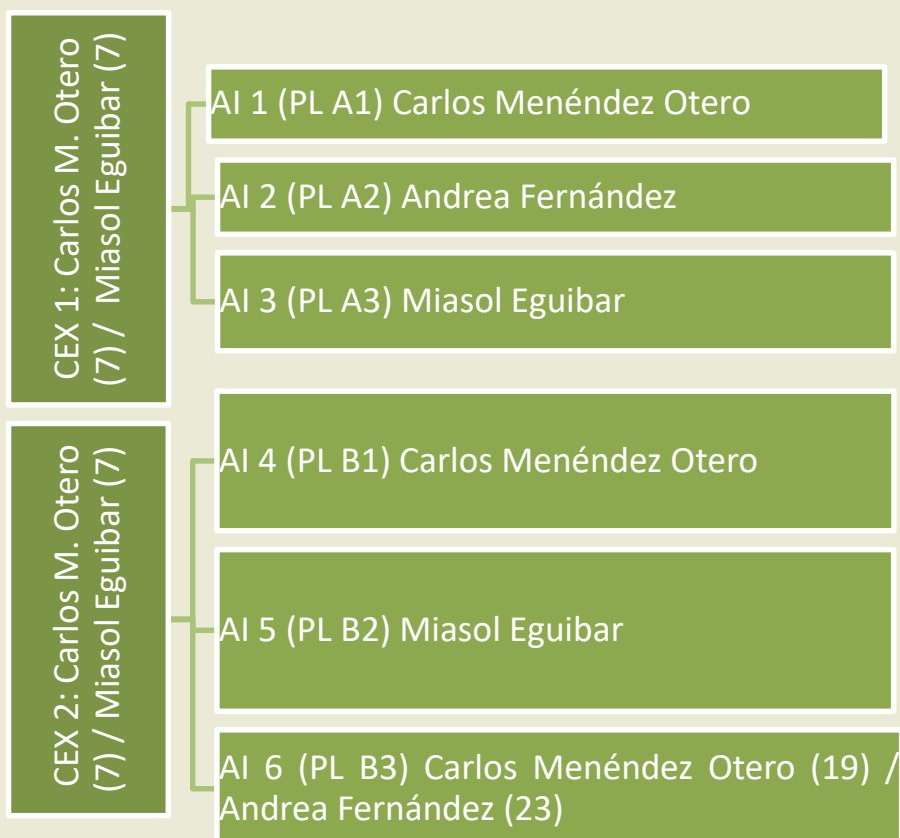 CEX 1: Carlos M. Otero
(7) / Miasol Eguibar (7)
AI 1 (PL A1) Carlos Menéndez Otero
AI 2 (PL A2) Andrea Fernández
AI 3 (PL A3) Miasol Eguibar
CEX 2: Carlos M. Otero
(7) / Miasol Eguibar (7)
AI 4 (PL B1) Carlos Menéndez Otero
AI 5 (PL B2) Miasol Eguibar
AI 6 (PL B3) Carlos Menéndez Otero (19) /
Andrea Fernández (23)